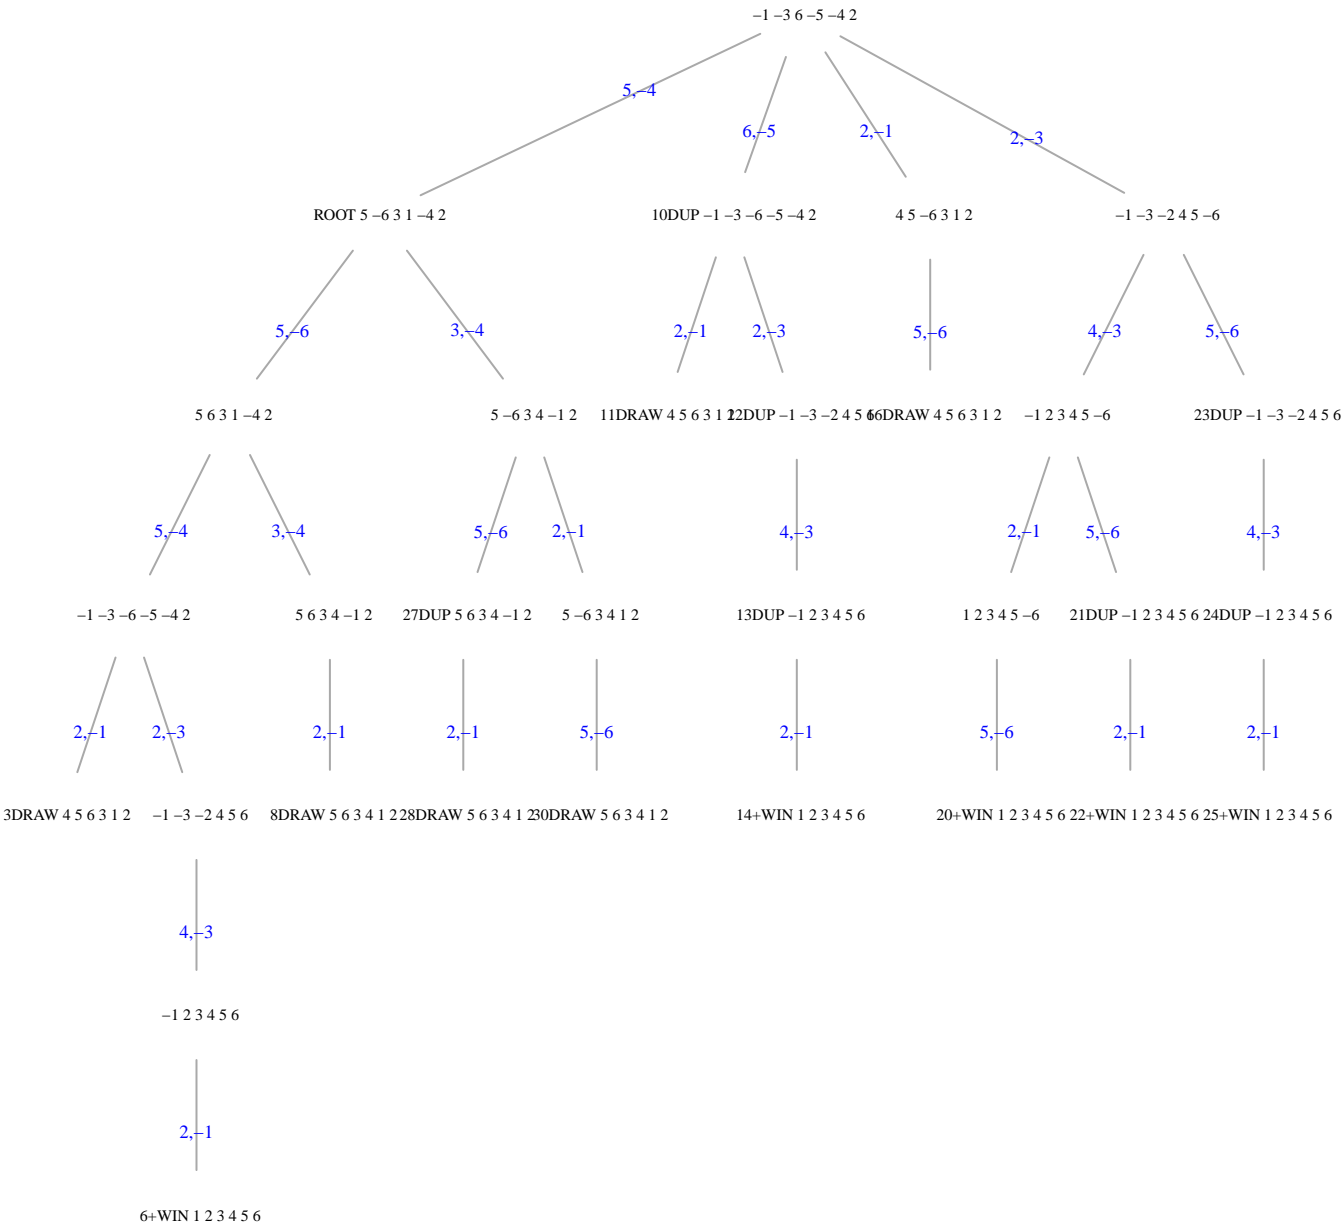 −1 −3 6 −5 −4 2
5,−4
6,−5
2,−1
2,−3
ROOT 5 −6 3 1 −4 2
10DUP −1 −3 −6 −5 −4 2
4 5 −6 3 1 2
−1 −3 −2 4 5 −6
5,−6
3,−4
2,−1
2,−3
5,−6
4,−3
5,−6
5 6 3 1 −4 2
5 −6 3 4 −1 2
11DRAW 4 5 6 3 1 2
12DUP −1 −3 −2 4 5 6
16DRAW 4 5 6 3 1 2
−1 2 3 4 5 −6
23DUP −1 −3 −2 4 5 6
5,−4
3,−4
5,−6
2,−1
4,−3
2,−1
5,−6
4,−3
−1 −3 −6 −5 −4 2
5 6 3 4 −1 2
27DUP 5 6 3 4 −1 2
5 −6 3 4 1 2
13DUP −1 2 3 4 5 6
1 2 3 4 5 −6
21DUP −1 2 3 4 5 6
24DUP −1 2 3 4 5 6
2,−1
2,−3
2,−1
2,−1
5,−6
2,−1
5,−6
2,−1
2,−1
3DRAW 4 5 6 3 1 2
−1 −3 −2 4 5 6
8DRAW 5 6 3 4 1 2
28DRAW 5 6 3 4 1 2
30DRAW 5 6 3 4 1 2
14+WIN 1 2 3 4 5 6
20+WIN 1 2 3 4 5 6
22+WIN 1 2 3 4 5 6
25+WIN 1 2 3 4 5 6
4,−3
−1 2 3 4 5 6
2,−1
6+WIN 1 2 3 4 5 6